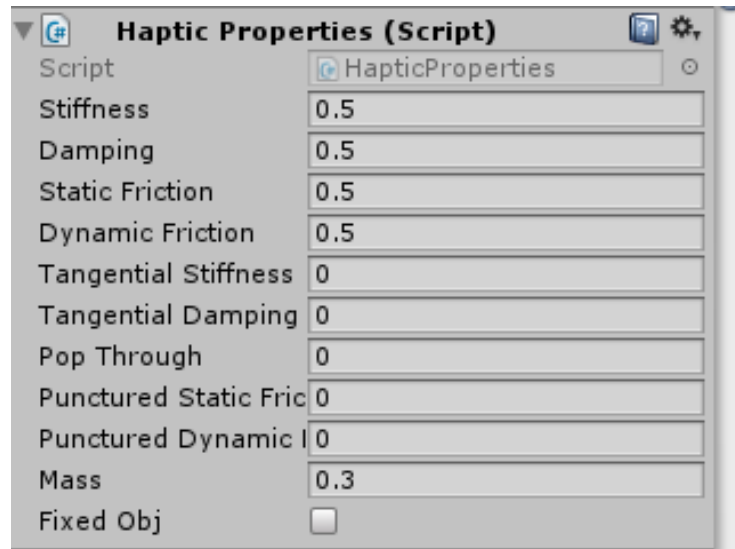 Haptic Properties (Script)
Script HapticProperties
Stiffness 0.5
Damping 0.5
Static Friction 0.5
Dynamic Friction 0.5
Tangential Stiffness 0
Tangential Damping 0
Pop Through 0
Punctured Static Fric 0
Punctured Dynamic 0
Mass 0.3
Fixed Obj